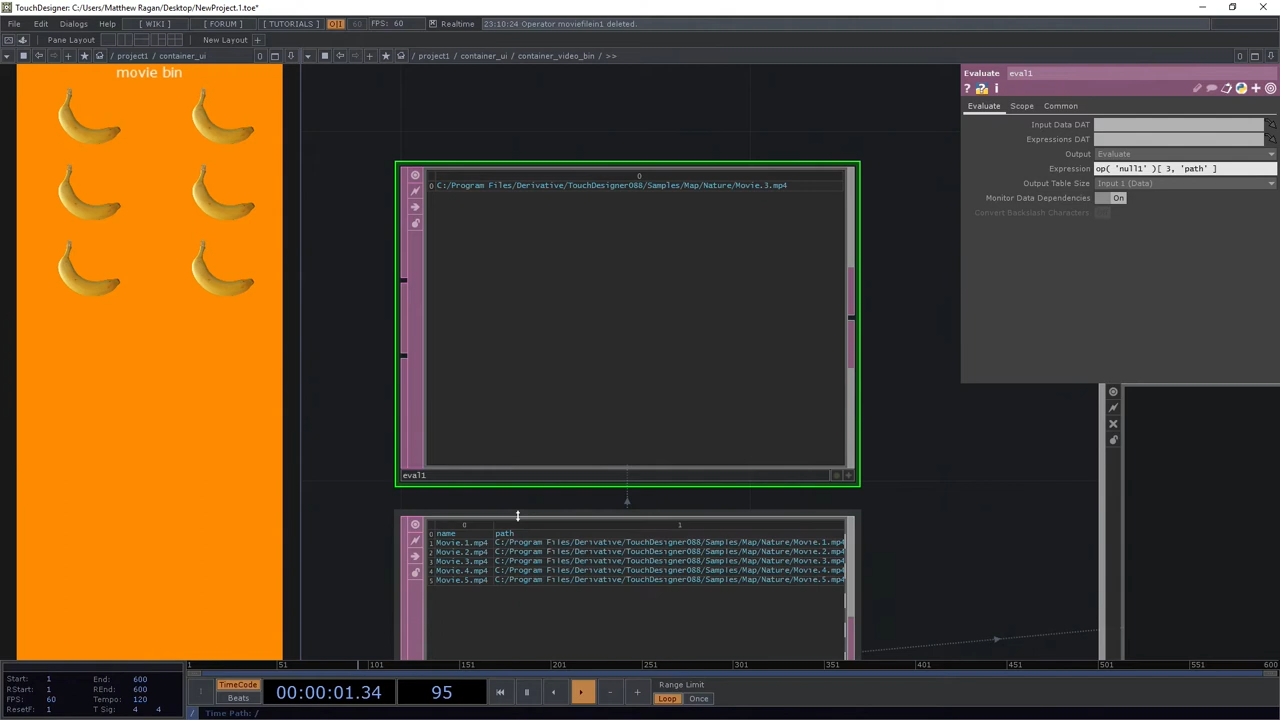 TouchDesigner: C:/Users/Matthew Ragan/Desktop/NewProject.1.toe*
File Edit Dialogs Help [ WIKI ] [ FORUM ] [ TUTORIALS ] O|I FPS: 60 60 Realtime 23:10:24 Operator moviefilein1 deleted.
Pane Layout New Layout +
/ project1 / container_ui 0
/ project1 / container_ui / container_video_bin / >> 0
movie bin
Evaluate eval1
Evaluate Scope Common
Input Data DAT
Expressions DAT
Output Evaluate
Expression op( 'null1' )[ 3, 'path' ]
Output Table Size Input 1 (Data)
Monitor Data Dependencies On
Convert Backslash Characters
0
0 C:/Program Files/Derivative/TouchDesigner088/Samples/Map/Nature/Movie.3.mp4
eval1
0 1
0 name path
1 Movie.1.mp4 C:/Program Files/Derivative/TouchDesigner088/Samples/Map/Nature/Movie.1.mp4
2 Movie.2.mp4 C:/Program Files/Derivative/TouchDesigner088/Samples/Map/Nature/Movie.2.mp4
3 Movie.3.mp4 C:/Program Files/Derivative/TouchDesigner088/Samples/Map/Nature/Movie.3.mp4
4 Movie.4.mp4 C:/Program Files/Derivative/TouchDesigner088/Samples/Map/Nature/Movie.4.mp4
5 Movie.5.mp4 C:/Program Files/Derivative/TouchDesigner088/Samples/Map/Nature/Movie.5.mp4
1 51 101 151 201 251 301 351 401 451 501 551 600
Start: 1 End: 600
RStart: 1 REnd: 600
FPS: 60 Tempo: 120
ResetF: 1 T Sig: 4 4
TimeCode
Beats
00:00:01.34 95
Range Limit
Loop Once
/ Time Path: /